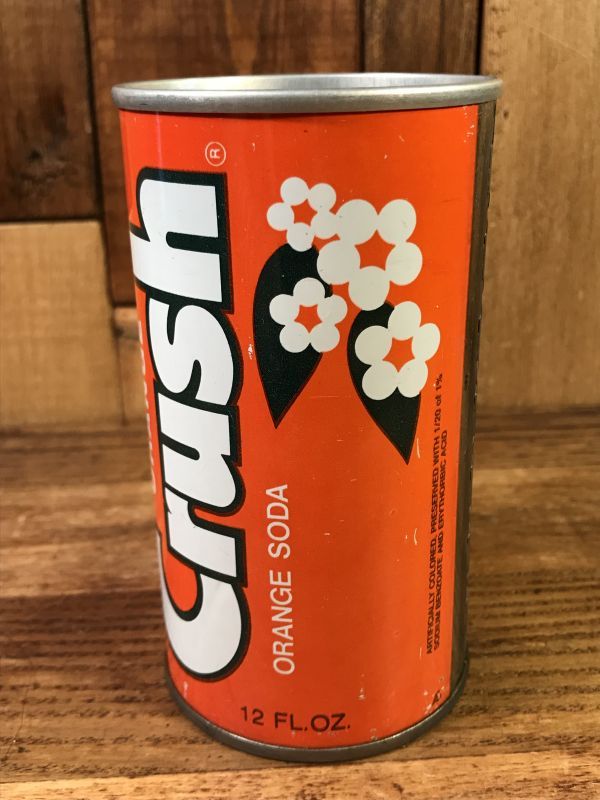 Crush®
ORANGE SODA
12 FL.OZ.
ARTIFICIALLY COLORED. PRESERVED WITH 1/20 of 1%
SODIUM BENZOATE AND ERYTHORBIC ACID